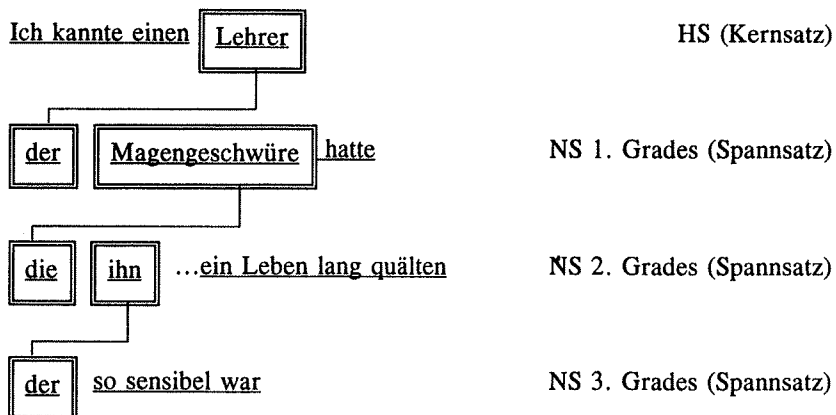 Ich kannte einen Lehrer HS (Kernsatz)
der Magengeschwüre hatte NS 1. Grades (Spannsatz)
die ihn ...ein Leben lang quälten NS 2. Grades (Spannsatz)
der so sensibel war NS 3. Grades (Spannsatz)